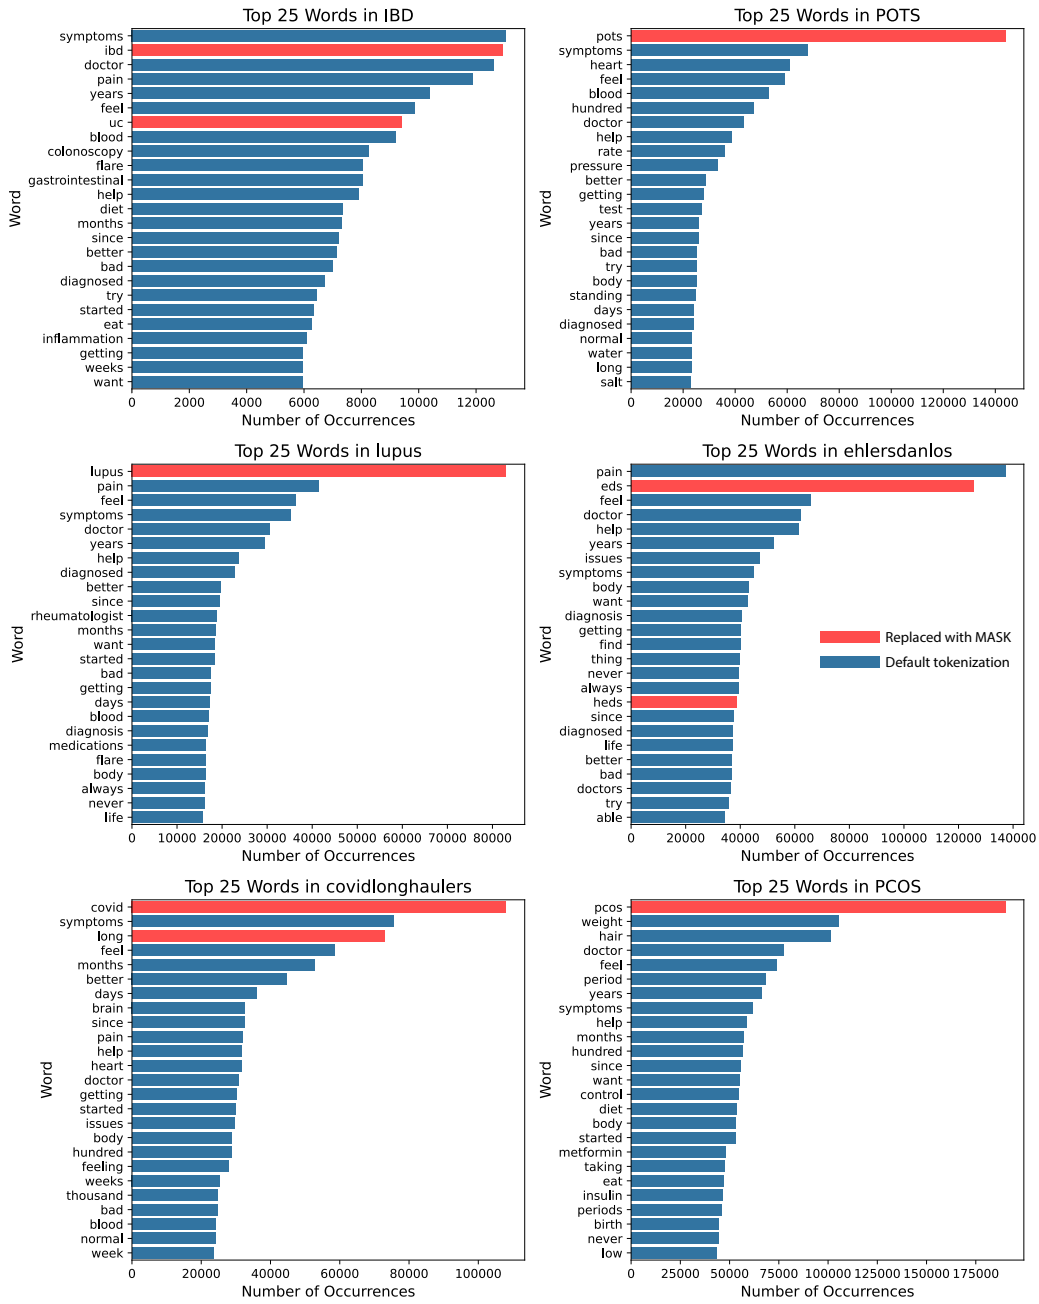 Top 25 Words in IBD
Word
symptoms
ibd
doctor
pain
years
feel
uc
blood
colonoscopy
flare
gastrointestinal
help
diet
months
since
better
bad
diagnosed
try
started
eat
inflammation
getting
weeks
want
0 2000 4000 6000 8000 10000 12000
Number of Occurrences
Top 25 Words in POTS
Word
pots
symptoms
heart
feel
blood
hundred
doctor
help
rate
pressure
better
getting
test
years
since
bad
try
body
standing
days
diagnosed
normal
water
long
salt
0 20000 40000 60000 80000 100000 120000 140000
Number of Occurrences
Top 25 Words in lupus
Word
lupus
pain
feel
symptoms
doctor
years
help
diagnosed
better
since
rheumatologist
months
want
started
bad
getting
days
blood
diagnosis
medications
flare
body
always
never
life
0 10000 20000 30000 40000 50000 60000 70000 80000
Number of Occurrences
Top 25 Words in ehlersdanlos
Word
pain
eds
feel
doctor
help
years
issues
symptoms
body
want
diagnosis
getting
find
thing
never
always
heds
since
diagnosed
life
better
bad
doctors
try
able
Replaced with MASK
Default tokenization
0 20000 40000 60000 80000 100000 120000 140000
Number of Occurrences
Top 25 Words in covidlonghaulers
Word
covid
symptoms
long
feel
months
better
days
brain
since
pain
help
heart
doctor
getting
started
issues
body
hundred
feeling
weeks
thousand
bad
blood
normal
week
0 20000 40000 60000 80000 100000
Number of Occurrences
Top 25 Words in PCOS
Word
pcos
weight
hair
doctor
feel
period
years
symptoms
help
months
hundred
since
want
control
diet
body
started
metformin
taking
eat
insulin
periods
birth
never
low
0 25000 50000 75000 100000 125000 150000 175000
Number of Occurrences